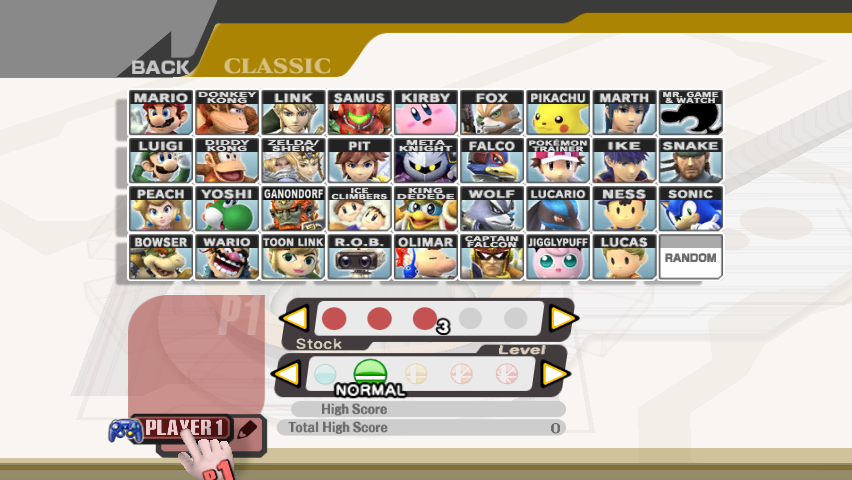 BACK CLASSIC
MARIO DONKEY KONG LINK SAMUS KIRBY FOX PIKACHU MARTH MR. GAME & WATCH
LUIGI DIDDY KONG ZELDA/SHEIK PIT META KNIGHT FALCO POKÉMON TRAINER IKE SNAKE
PEACH YOSHI GANONDORF ICE CLIMBERS KING DEDEDE WOLF LUCARIO NESS SONIC
BOWSER WARIO TOON LINK R.O.B. OLIMAR CAPTAIN FALCON JIGGLYPUFF LUCAS RANDOM
P1
3
Stock
Level
NORMAL
High Score
Total High Score 0
PLAYER 1
P1